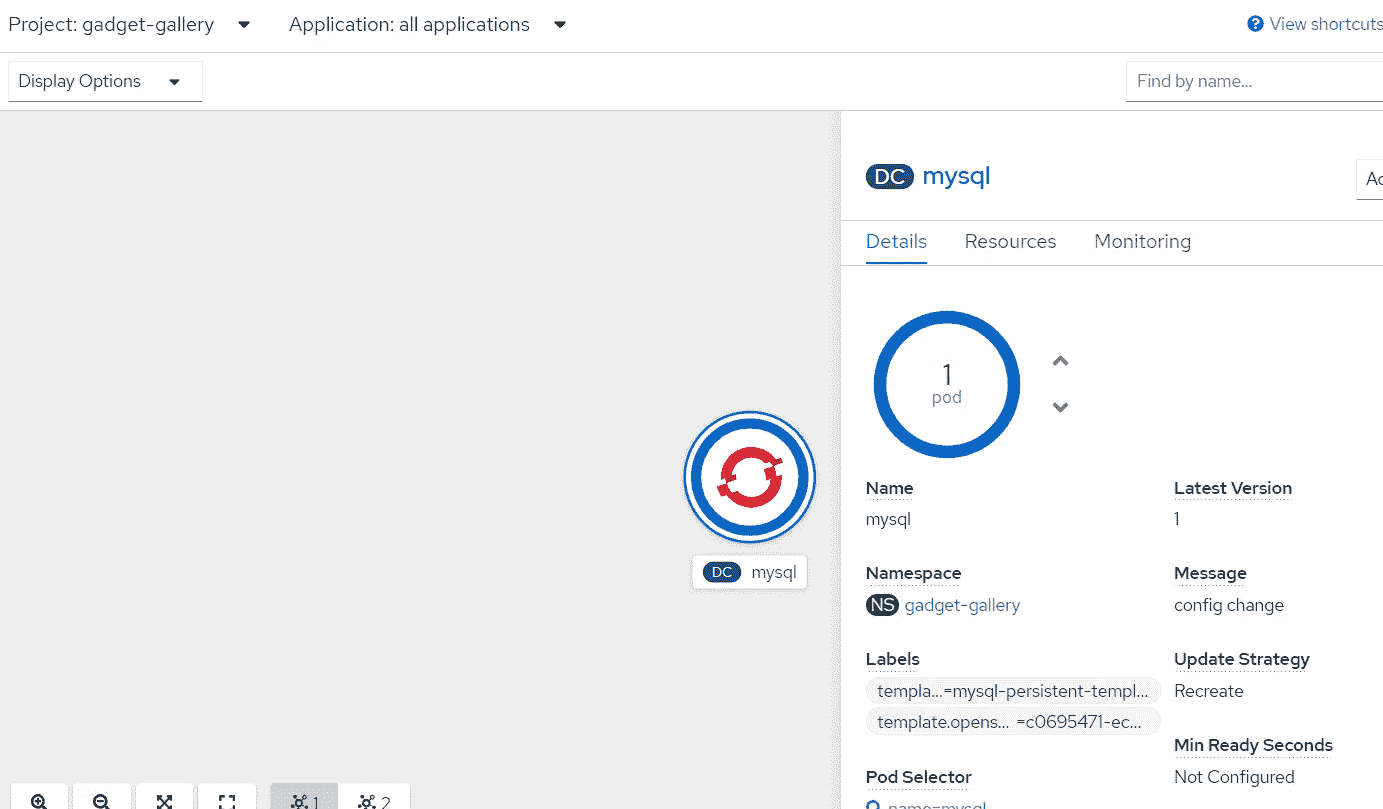 Project: gadget-gallery Application: all applications View shortcuts
Display Options Find by name...
DC mysql
Details Resources Monitoring
1
pod
DC mysql
Name
mysql
Latest Version
1
Namespace
NS gadget-gallery
Message
config change
Labels
templa...=mysql-persistent-templ...
template.opens... =c0695471-ec...
Update Strategy
Recreate
Min Ready Seconds
Not Configured
Pod Selector
name=mysql
1 2